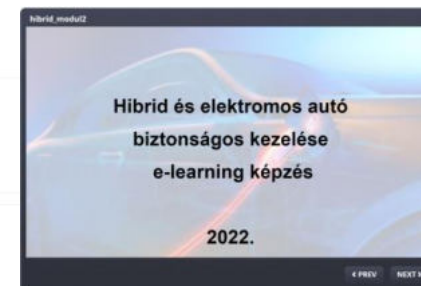 hibrid_modul2
Hibrid és elektromos autó
biztonságos kezelése
e-learning képzés
2022.
PREV NEXT